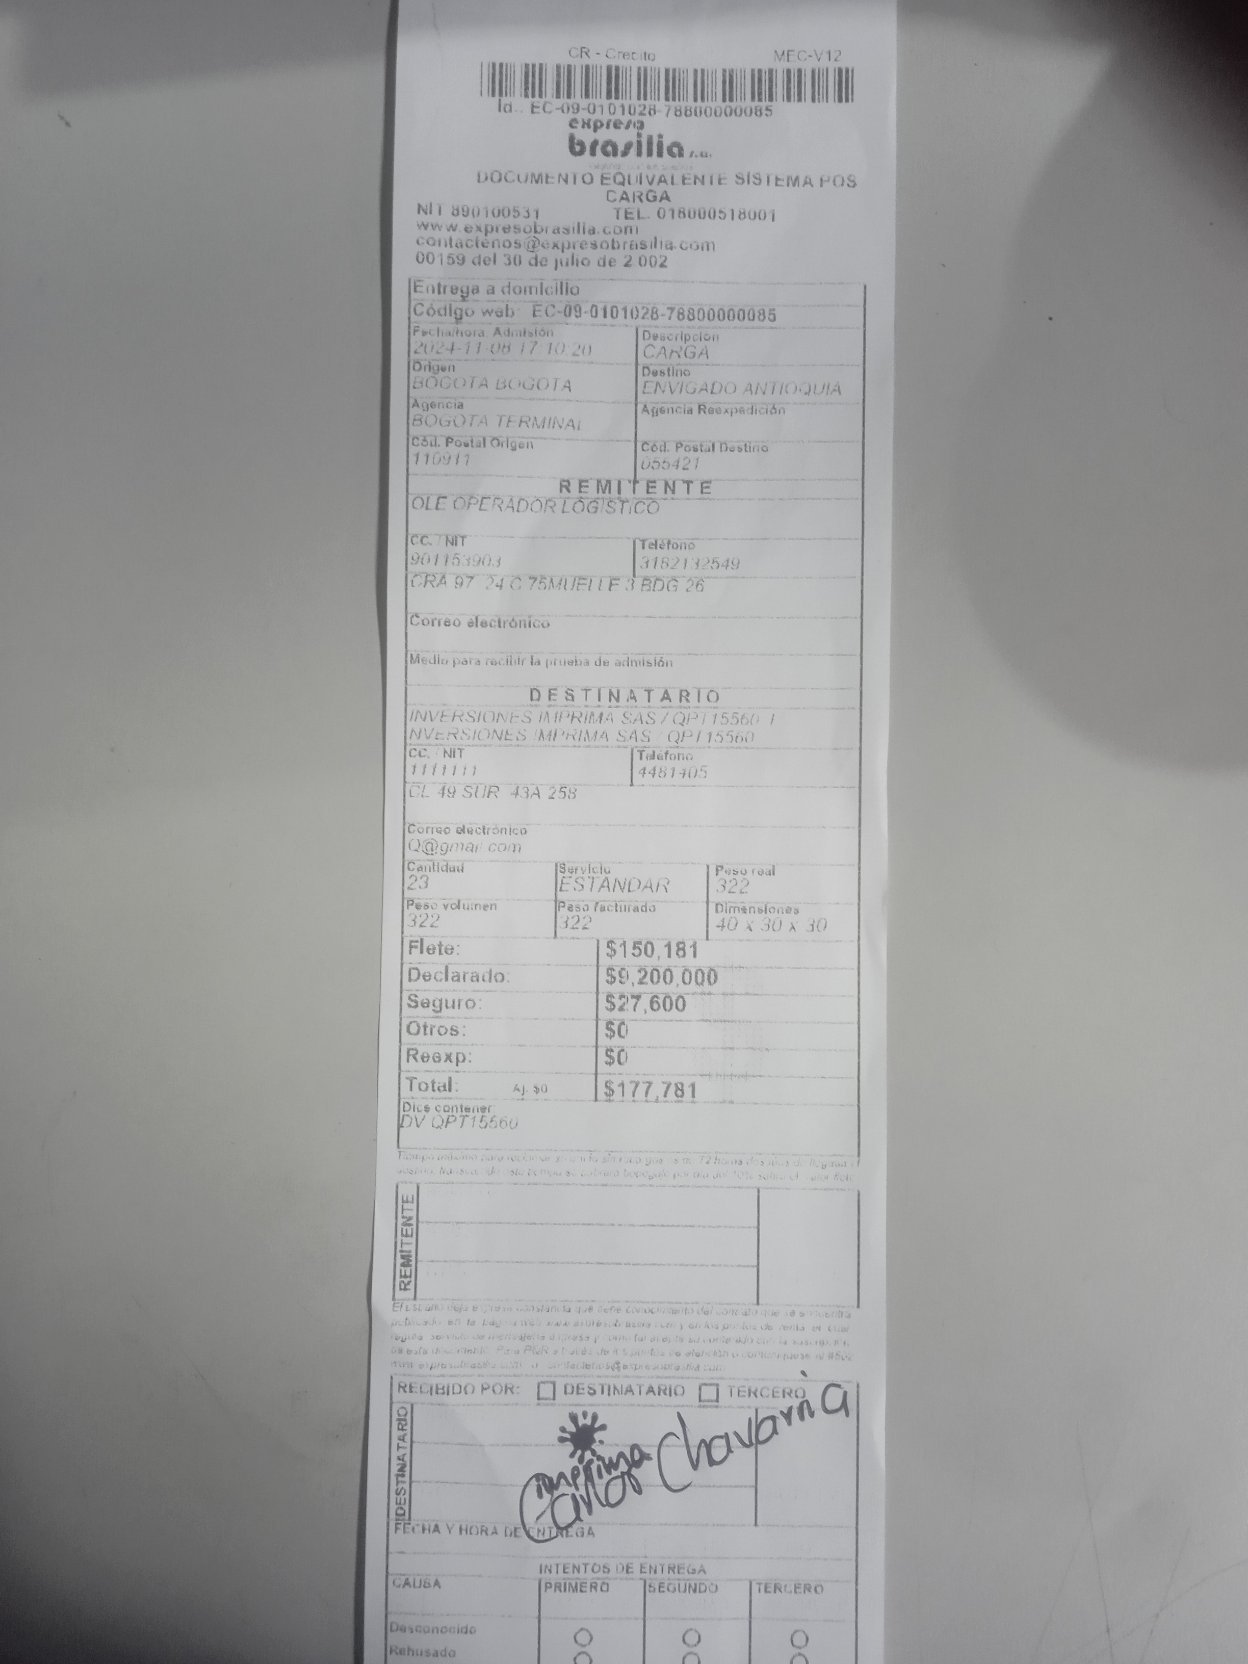 CR - Credito MEC-V12
Id.. EC-09-0101028-78800000085
expreso
brasilia s.a.
DOCUMENTO EQUIVALENTE SISTEMA POS
CARGA
NIT 890100531 TEL. 018000518001
www.expresobrasilia.com
contactenos@expresobrasilia.com
00159 del 30 de julio de 2 002
Entrega a domicilio
Código web: EC-09-0101028-78800000085
Fecha/hora Admisión Descripción
2024-11-06 17:10:20 CARGA
Origen Destino
BOGOTA BOGOTA ENVIGADO ANTIOQUIA
Agencia Agencia Reexpedición
BOGOTA TERMINAL
Cód. Postal Origen Cód. Postal Destino
110911 055421
REMITENTE
OLE OPERADOR LOGISTICO
CC. / NIT Teléfono
901153903 3182132549
CRA 97 24 C 75MUELLE 3 BDG 26
Correo electrónico
Medio para recibir la prueba de admisión
DESTINATARIO
INVERSIONES IMPRIMA SAS / QPT15560 I
NVERSIONES IMPRIMA SAS / QPT15560
CC. / NIT Teléfono
1111111 4481405
CL 49 SUR 43A 258
Correo electrónico
Q@gmai.com
Cantidad Servicio Peso real
23 ESTANDAR 322
Peso volumen Peso facturado Dimensiones
322 322 40 x 30 x 30
Flete: $150,181
Declarado: $9,200,000
Seguro: $27,600
Otros: $0
Reexp: $0
Total: Aj. $0 $177,781
Dice contener
DV QPT15560
REMITENTE
RECIBIDO POR: DESTINATARIO TERCERO
DESTINATARIO
imprima
Carlos Chavarria
FECHA Y HORA DE ENTREGA
INTENTOS DE ENTREGA
CAUSA PRIMERO SEGUNDO TERCERO
Desconocido
Rehusado